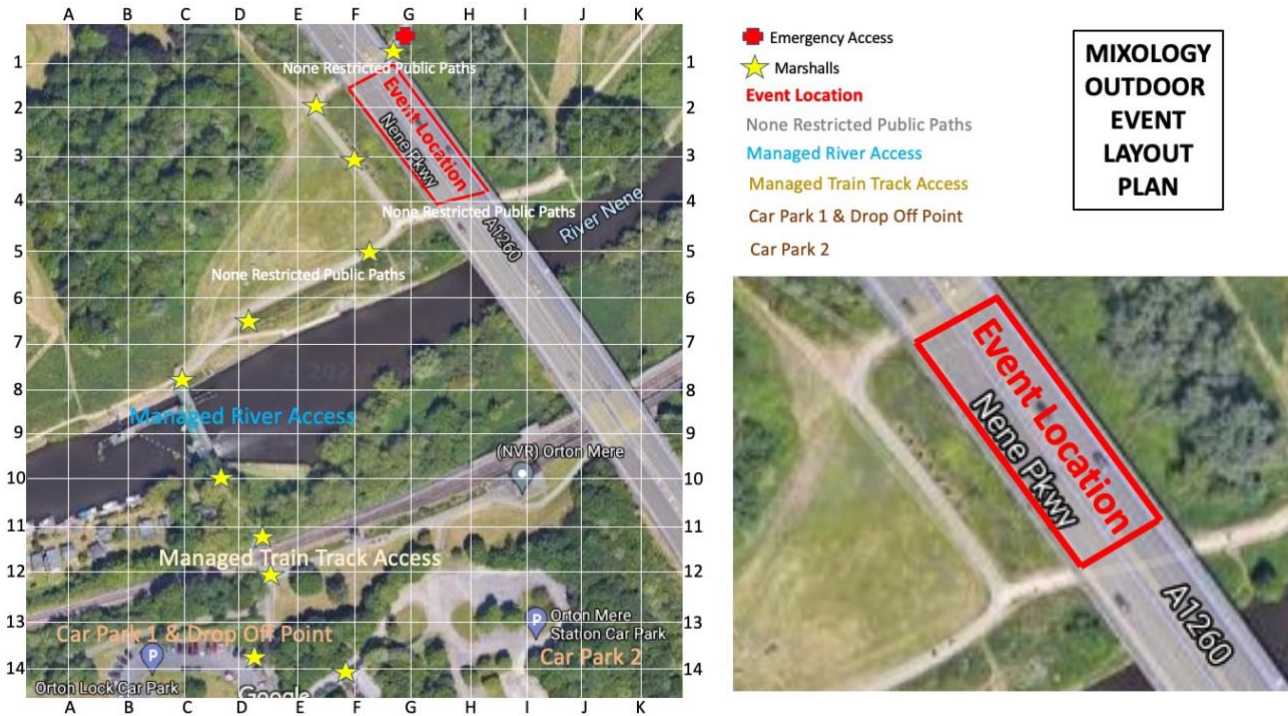 A B C D E F G H I J K
1 1
2 2
3 3
4 4
5 5
6 6
7 7
8 8
9 9
10 10
11 11
12 12
13 13
14 14
A B C D E F G H I J K
None Restricted Public Paths
Event Location
Nene Pkwy
None Restricted Public Paths
River Nene
A1260
None Restricted Public Paths
Managed River Access
(NVR) Orton Mere
Managed Train Track Access
Car Park 1 & Drop Off Point
P
Orton Lock Car Park
P
Orton Mere
Station Car Park
Car Park 2
Google
Emergency Access
Marshalls
Event Location
None Restricted Public Paths
Managed River Access
Managed Train Track Access
Car Park 1 & Drop Off Point
Car Park 2
MIXOLOGY
OUTDOOR
EVENT
LAYOUT
PLAN
Event Location
Nene Pkwy
A1260